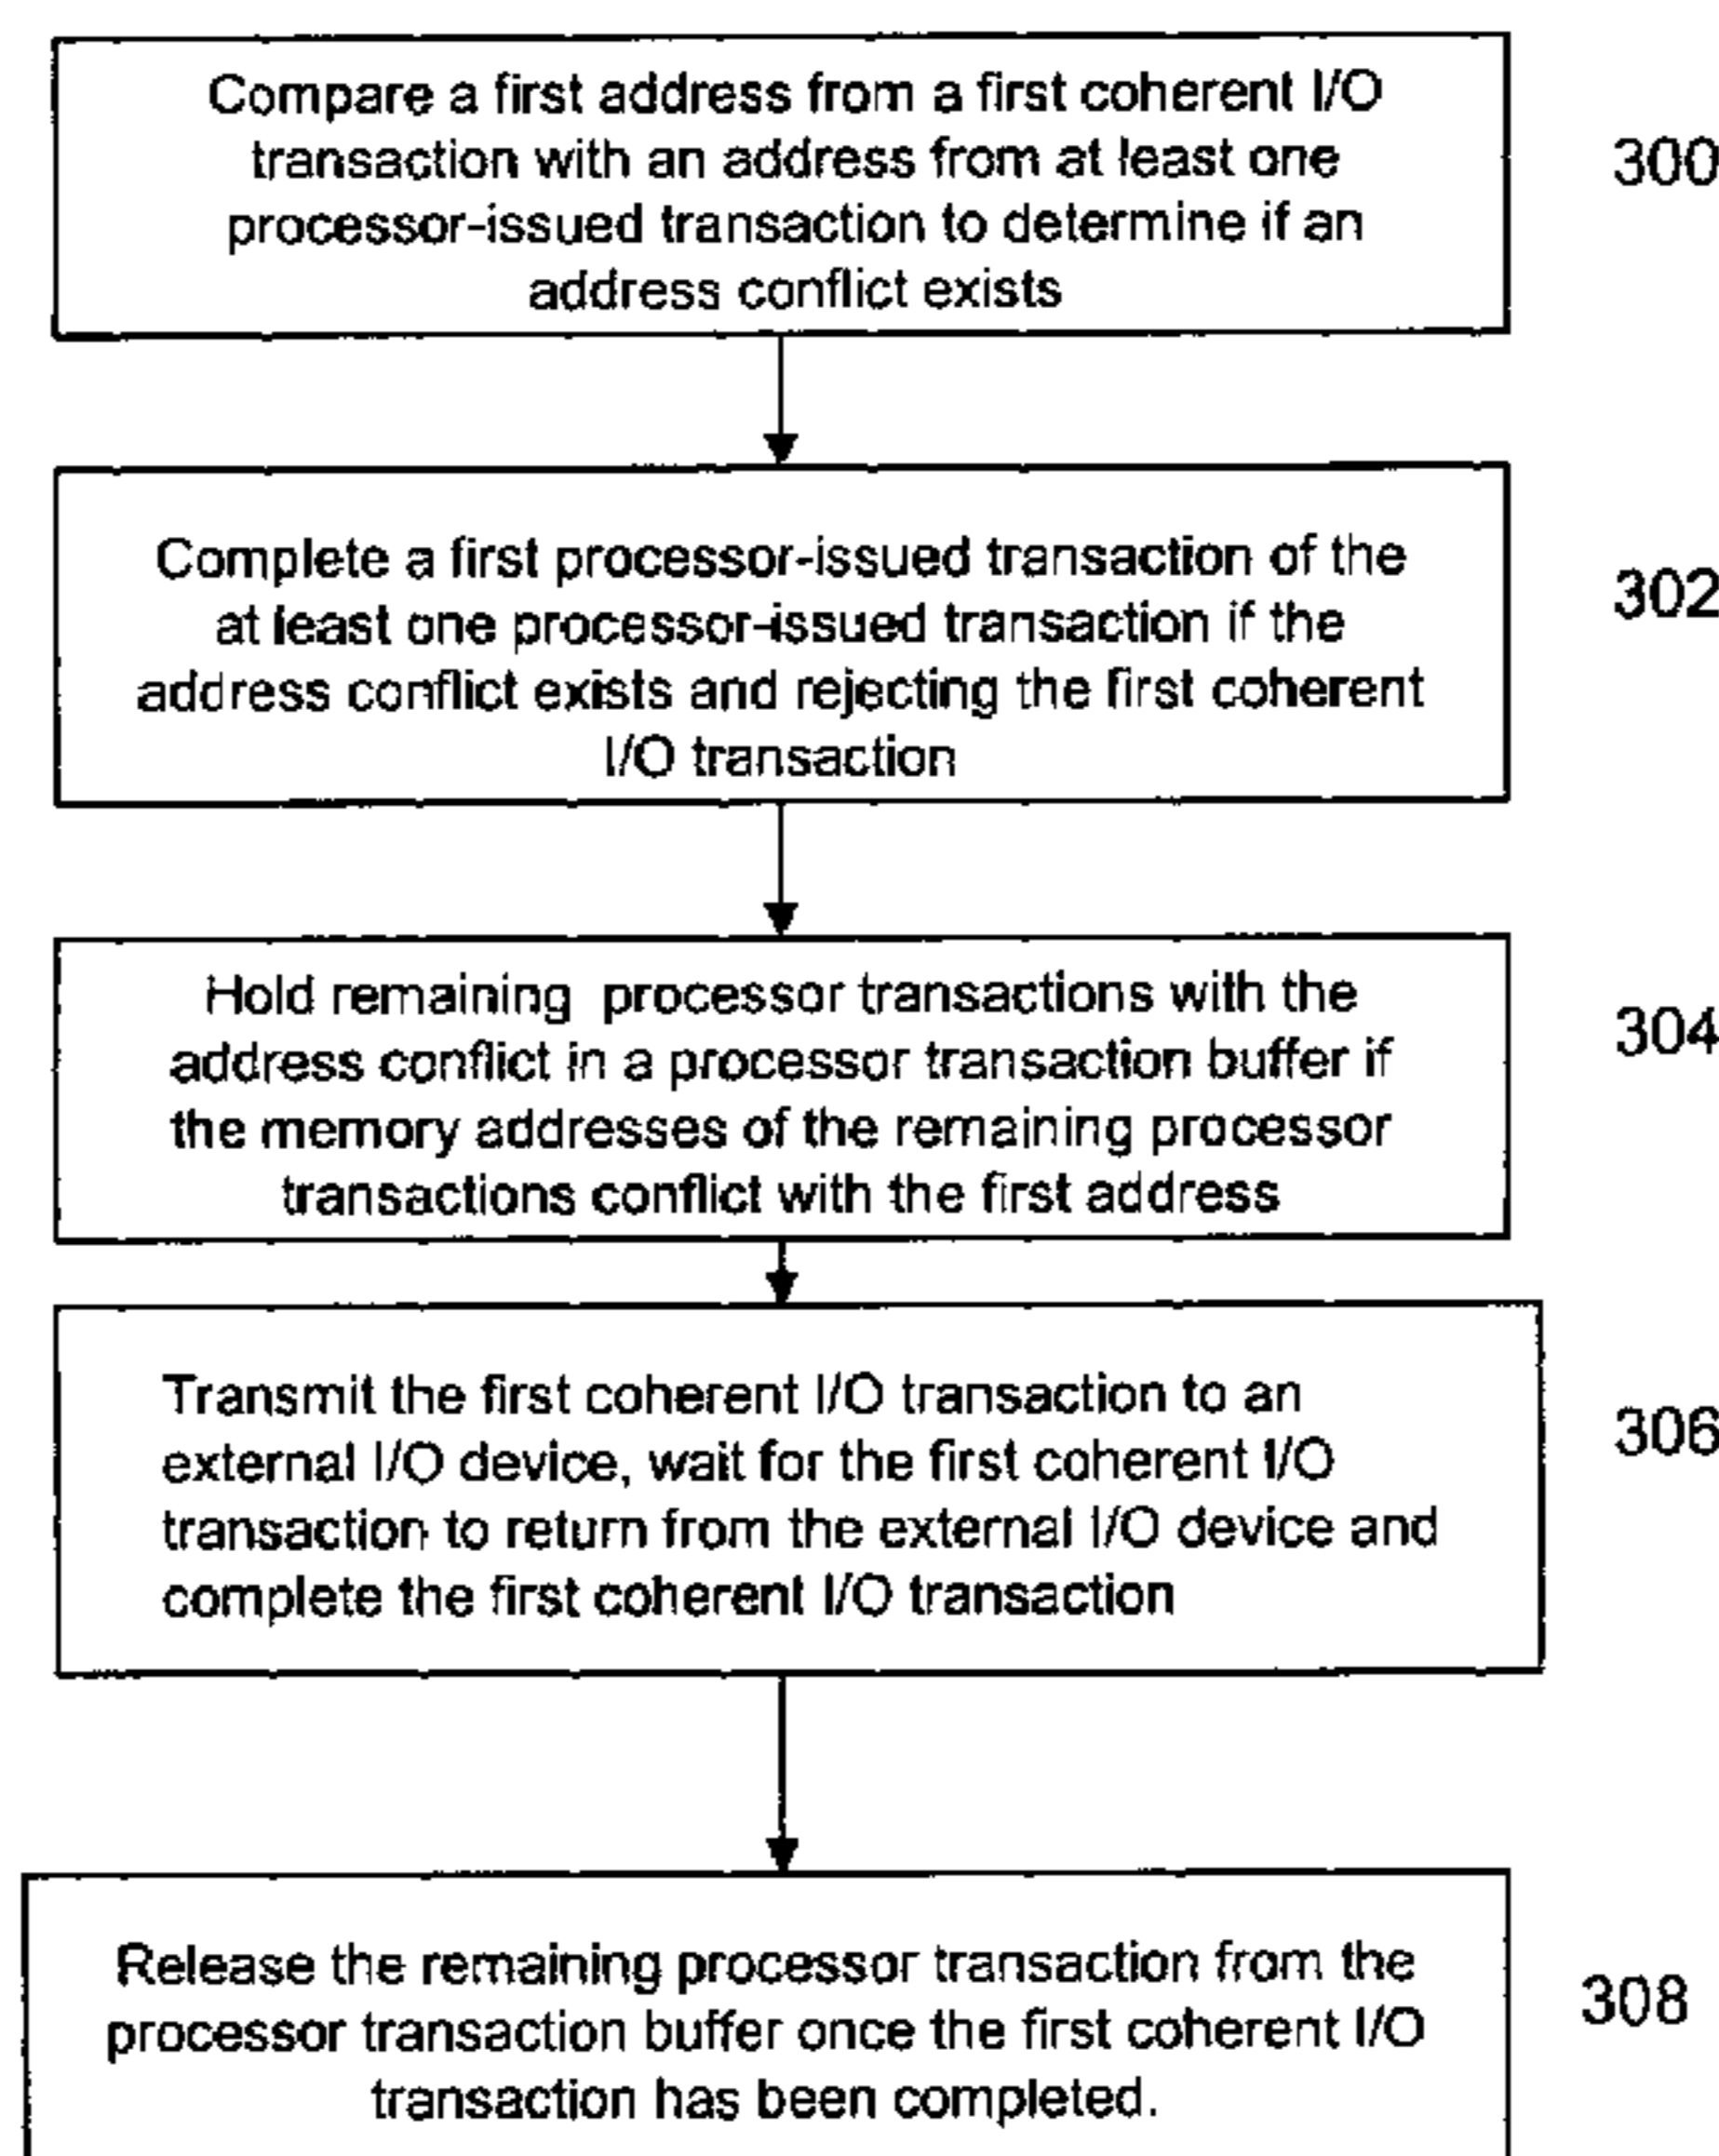 Compare a first address from a first coherent I/O
transaction with an address from at least one
processor-issued transaction to determine if an
address conflict exists
300
Complete a first processor-issued transaction of the
at least one processor-issued transaction if the
address conflict exists and rejecting the first coherent
I/O transaction
302
Hold remaining processor transactions with the
address conflict in a processor transaction buffer if
the memory addresses of the remaining processor
transactions conflict with the first address
304
Transmit the first coherent I/O transaction to an
external I/O device, wait for the first coherent I/O
transaction to return from the external I/O device and
complete the first coherent I/O transaction
306
Release the remaining processor transaction from the
processor transaction buffer once the first coherent I/O
transaction has been completed.
308